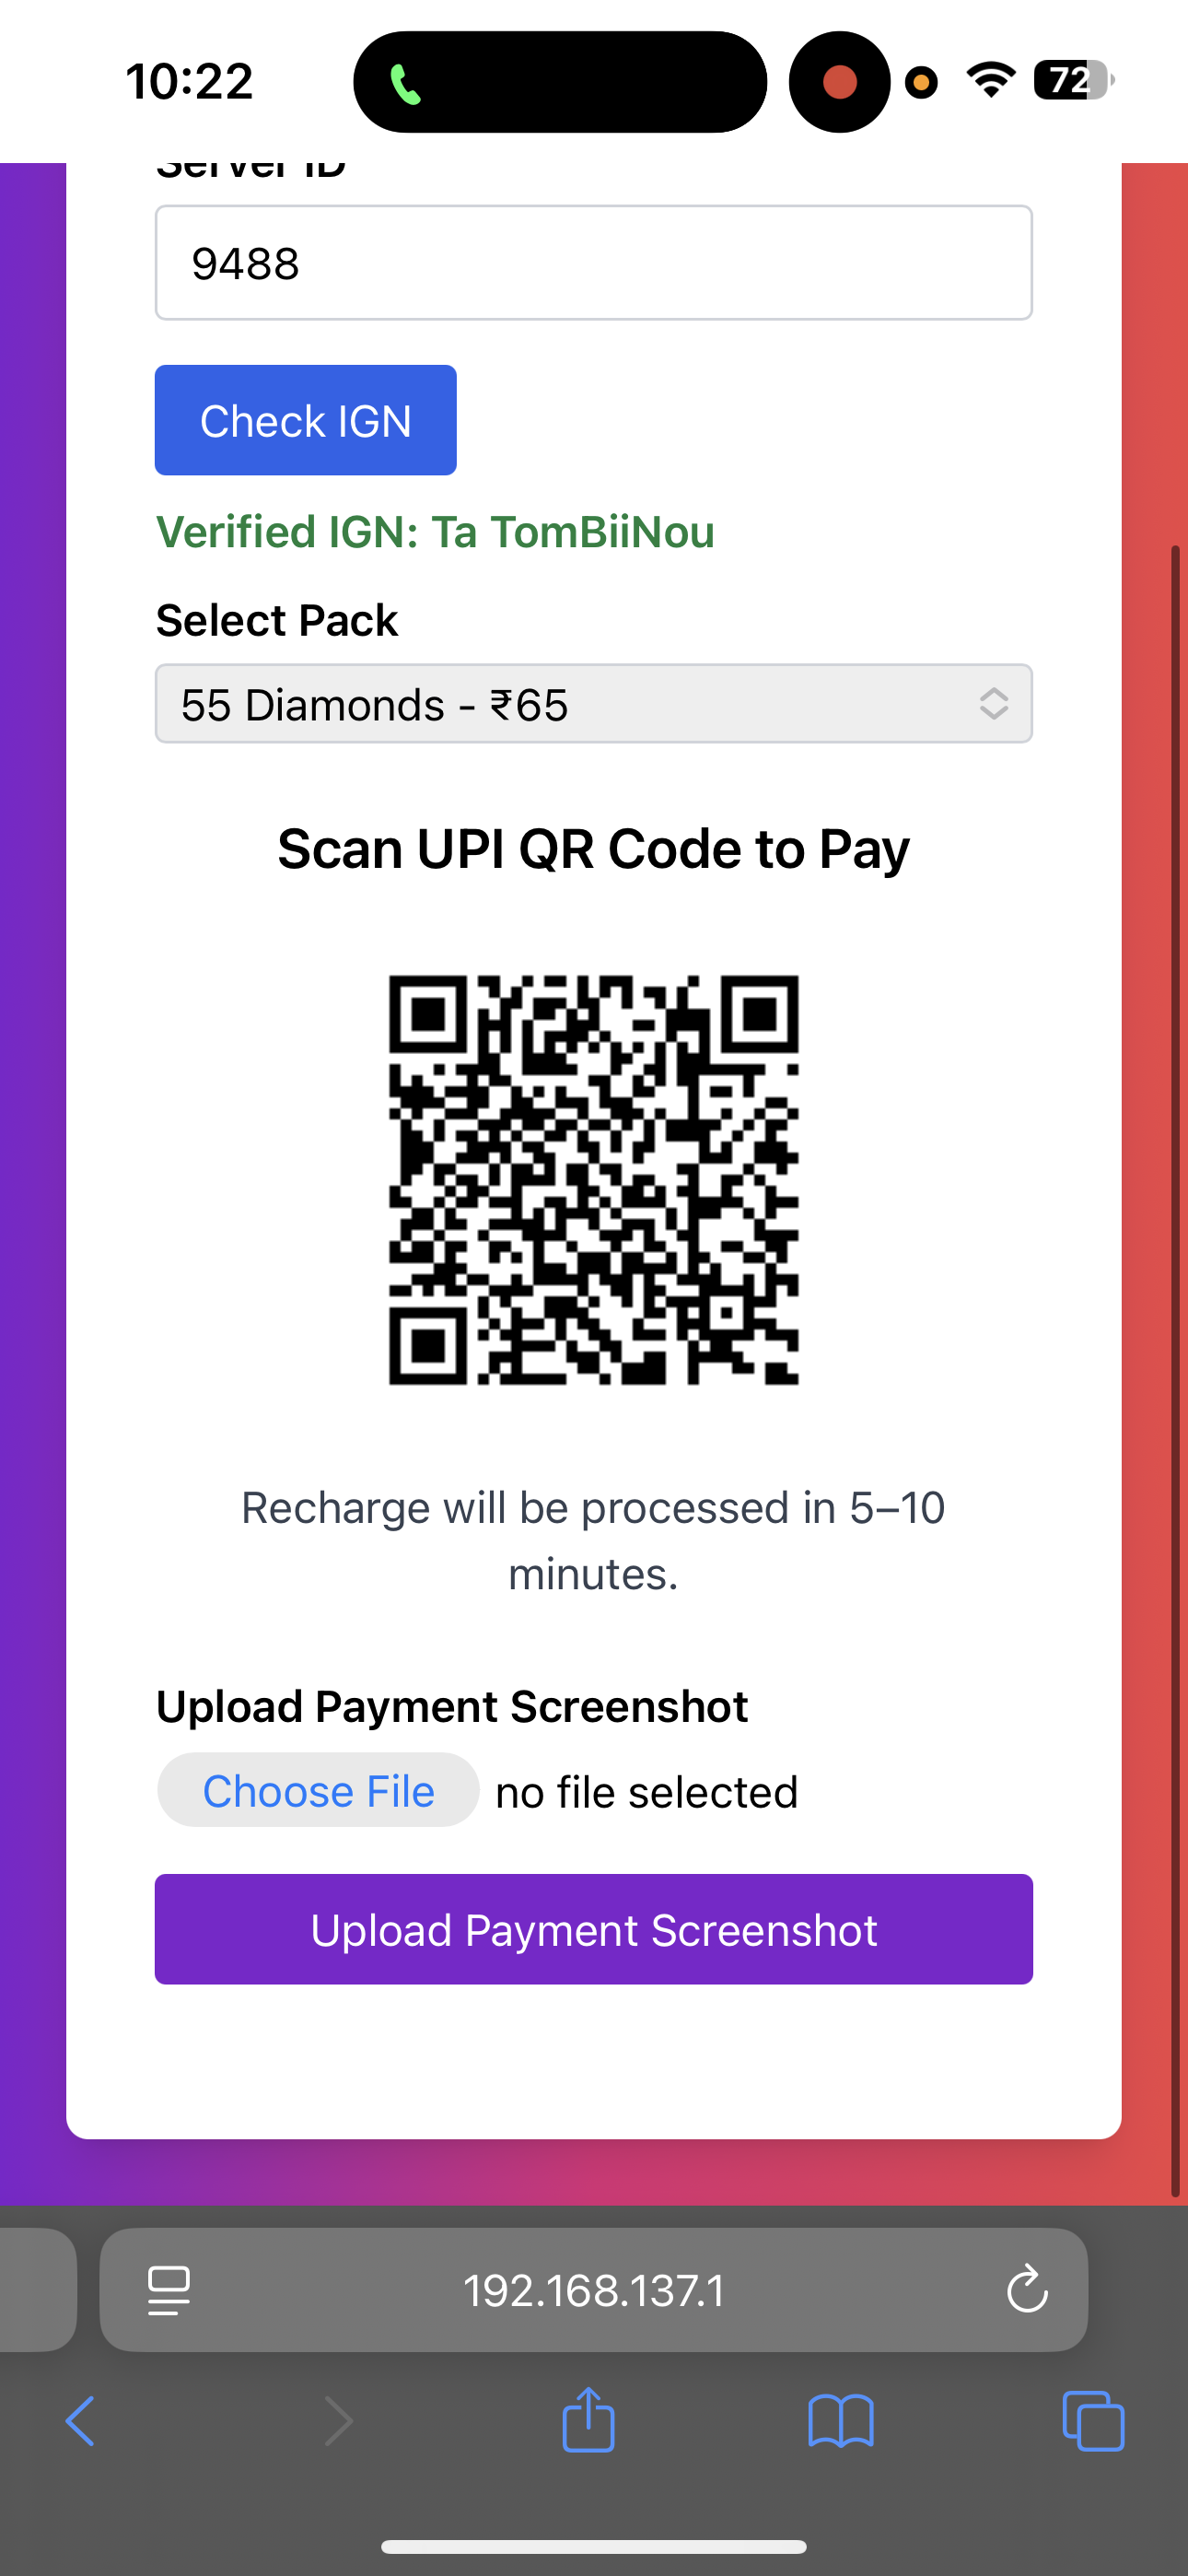 10:22
72
Server ID
9488
Check IGN
Verified IGN: Ta TomBiiNou
Select Pack
55 Diamonds - ₹65
Scan UPI QR Code to Pay
Recharge will be processed in 5–10
minutes.
Upload Payment Screenshot
Choose File no file selected
Upload Payment Screenshot
192.168.137.1